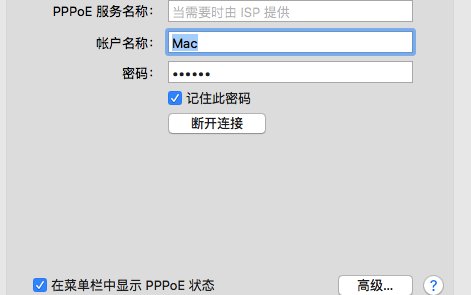 PPPoE 服务名称： 当需要时由 ISP 提供
帐户名称： Mac
密码： ••••••
记住此密码
断开连接
在菜单栏中显示 PPPoE 状态 高级... ?